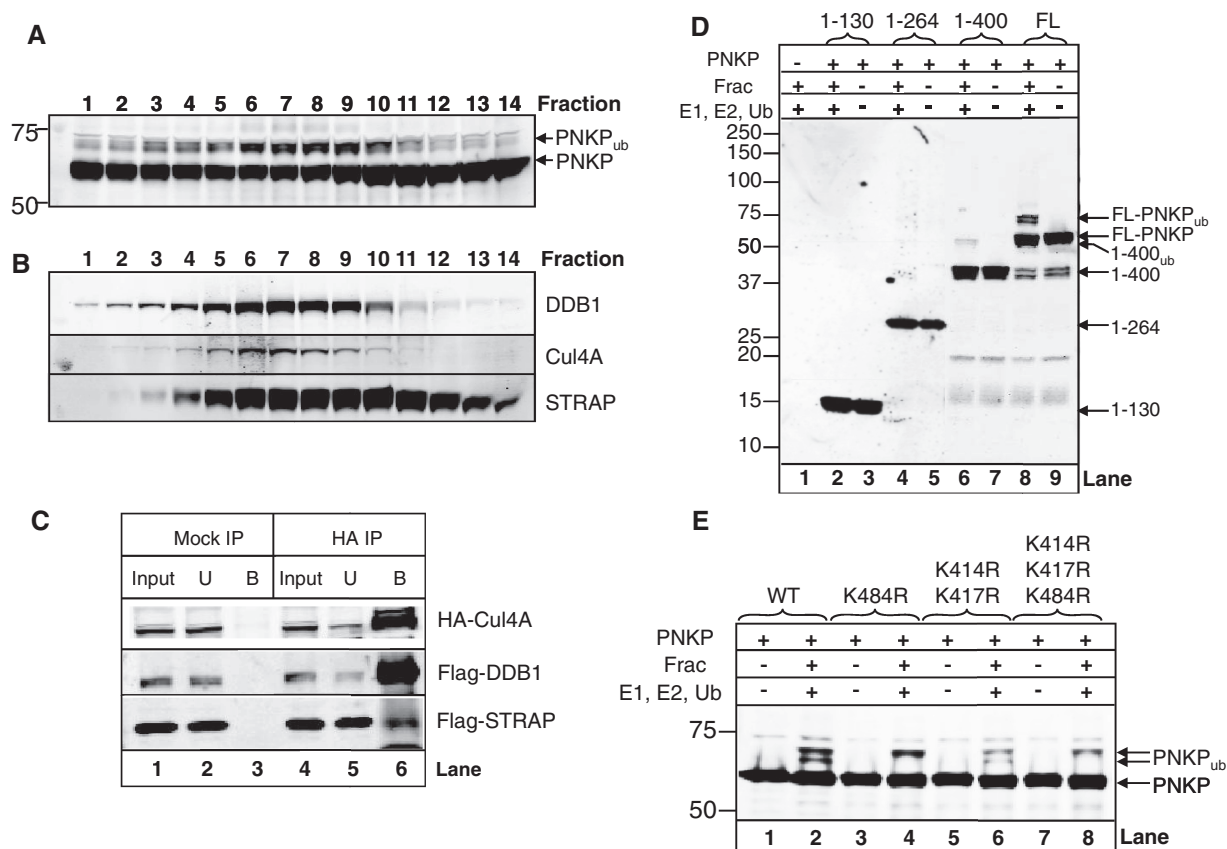 A
1 2 3 4 5 6 7 8 9 10 11 12 13 14 Fraction
75
PNKPub
PNKP
50
B
1 2 3 4 5 6 7 8 9 10 11 12 13 14 Fraction
DDB1
Cul4A
STRAP
C
Mock IP HA IP
Input U B Input U B
HA-Cul4A
Flag-DDB1
Flag-STRAP
1 2 3 4 5 6 Lane
D
1-130 1-264 1-400 FL
PNKP - + + + + + + + +
Frac + + - + - + - + -
E1, E2, Ub + + - + - + - + -
250
150
100
75
50
37
25
20
15
10
FL-PNKPub
FL-PNKP
1-400ub
1-400
1-264
1-130
1 2 3 4 5 6 7 8 9 Lane
E
K414R
K414R K417R
WT K484R K417R K484R
PNKP + + + + + + + +
Frac - + - + - + - +
E1, E2, Ub - + - + - + - +
75
PNKPub
PNKP
50
1 2 3 4 5 6 7 8 Lane